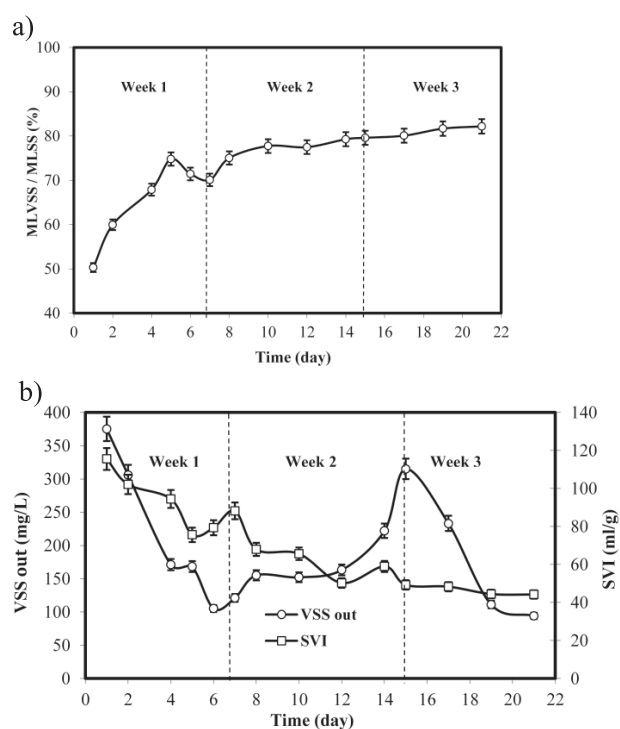 a)
100
90
80
70
60
50
40
MLVSS / MLSS (%)
Week 1 Week 2 Week 3
0 2 4 6 8 10 12 14 16 18 20 22
Time (day)
b)
400
350
300
250
200
150
100
50
0
VSS out (mg/L)
Week 1 Week 2 Week 3
VSS out
SVI
140
120
100
80
60
40
20
0
SVI (ml/g)
0 2 4 6 8 10 12 14 16 18 20 22
Time (day)